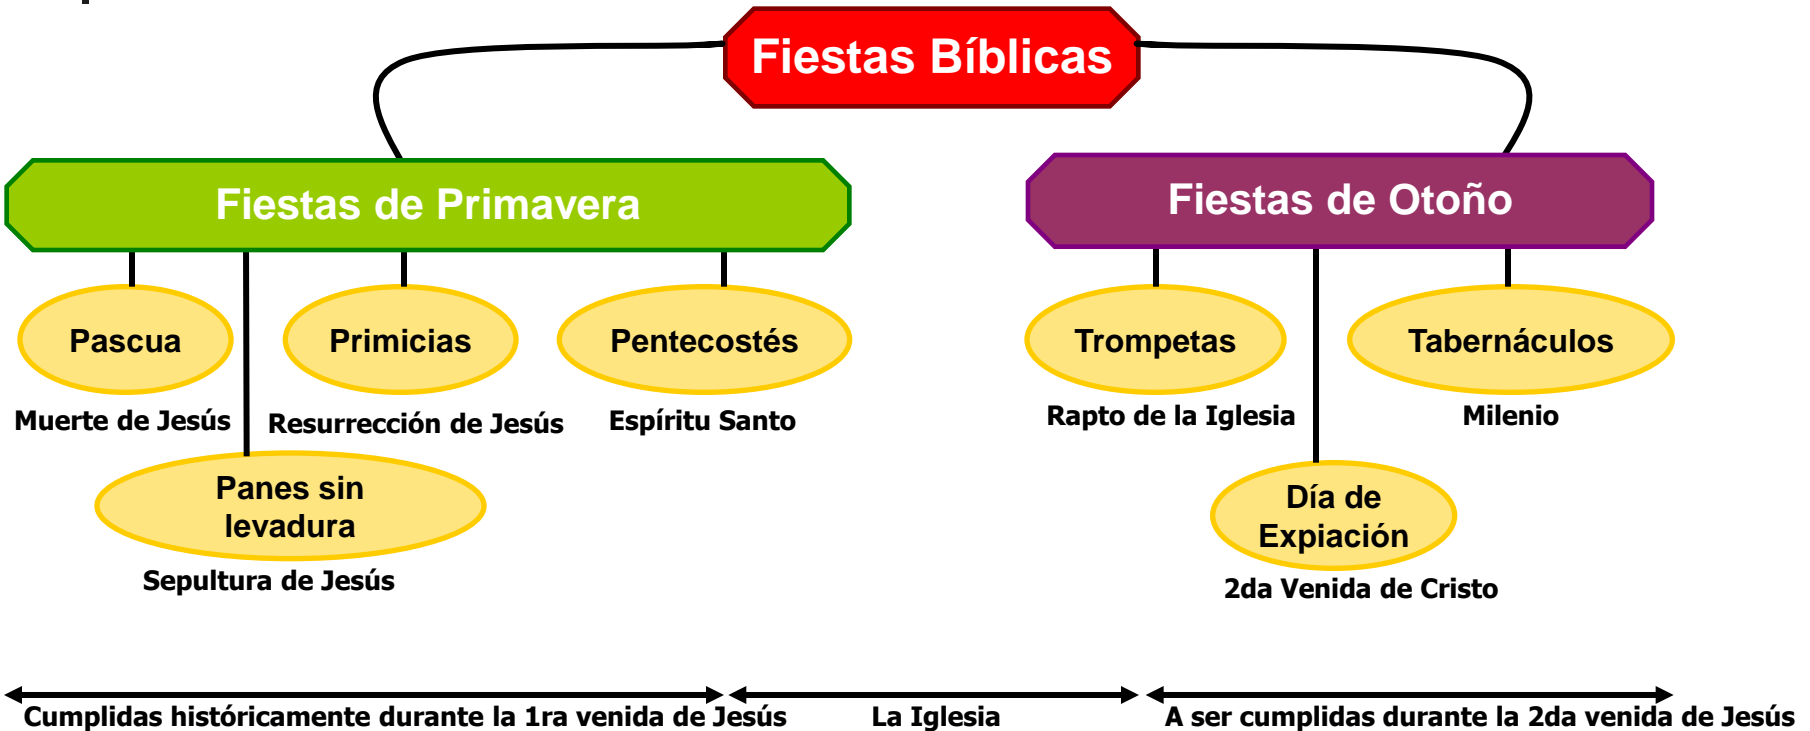 Fiestas Bíblicas
Fiestas de Primavera
Fiestas de Otoño
Pascua
Primicias
Pentecostés
Trompetas
Tabernáculos
Muerte de Jesús
Resurrección de Jesús
Espíritu Santo
Rapto de la Iglesia
Milenio
Panes sin
levadura
Día de
Expiación
Sepultura de Jesús
2da Venida de Cristo
Cumplidas históricamente durante la 1ra venida de Jesús
La Iglesia
A ser cumplidas durante la 2da venida de Jesús